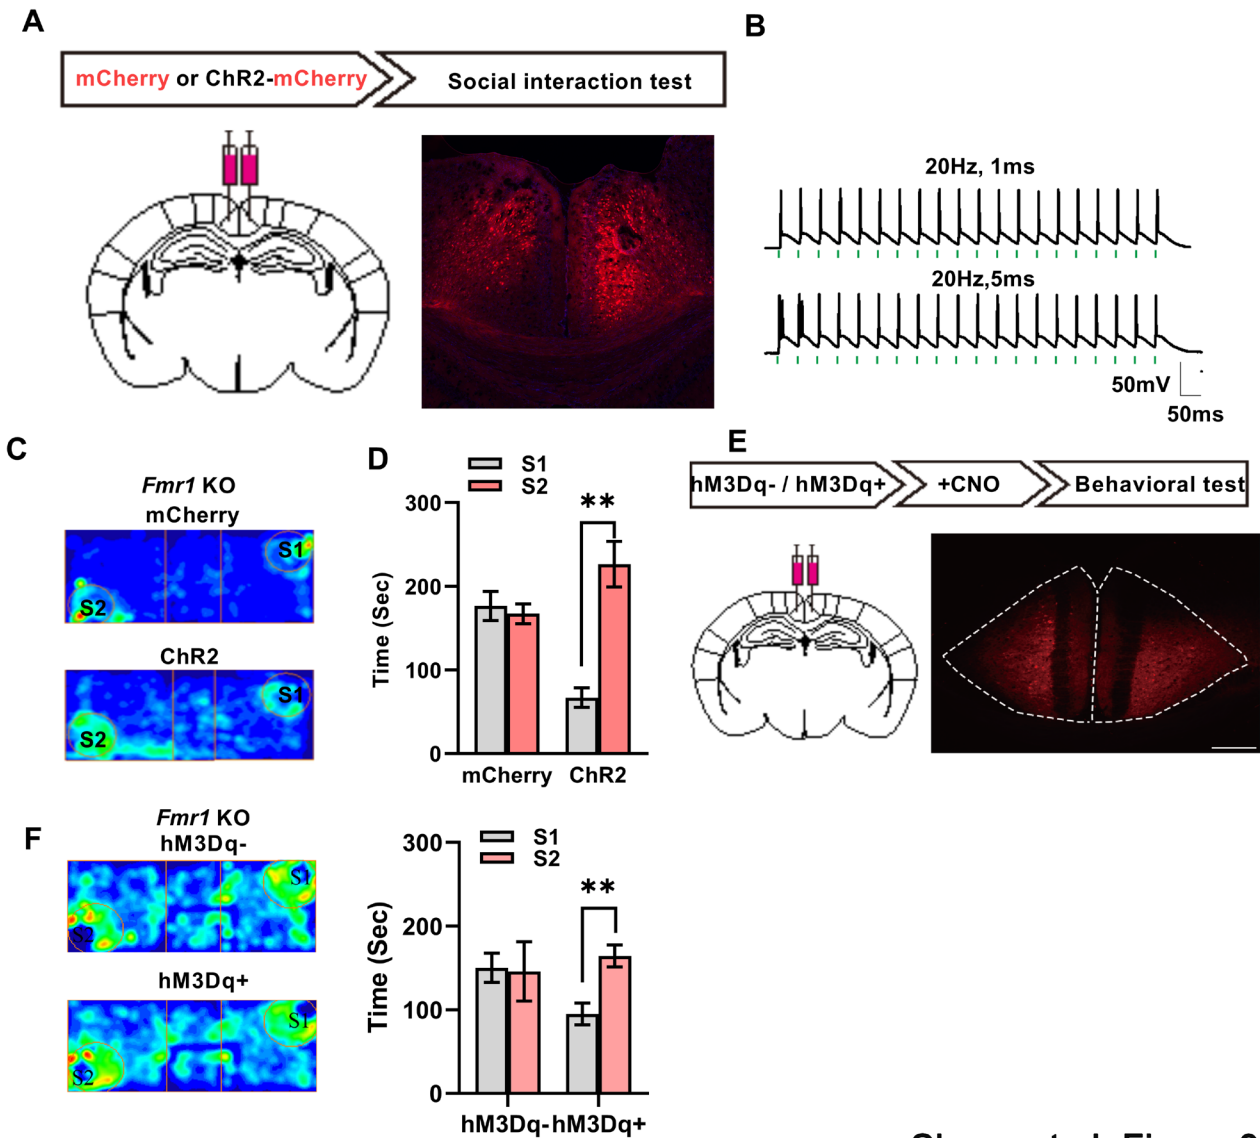 A
mCherry or ChR2-mCherry
Social interaction test
B
20Hz, 1ms
20Hz,5ms
50mV
50ms
C
Fmr1 KO
mCherry
S1
S2
ChR2
S1
S2
D
S1
S2
**
300
200
100
0
Time (Sec)
mCherry ChR2
E
hM3Dq- / hM3Dq+
+CNO
Behavioral test
F
Fmr1 KO
hM3Dq-
S1
S2
hM3Dq+
S1
S2
S1
S2
**
300
200
100
0
Time (Sec)
hM3Dq- hM3Dq+